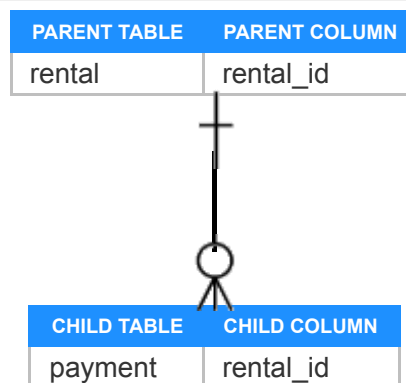 PARENT TABLE PARENT COLUMN
rental rental_id
CHILD TABLE CHILD COLUMN
payment rental_id